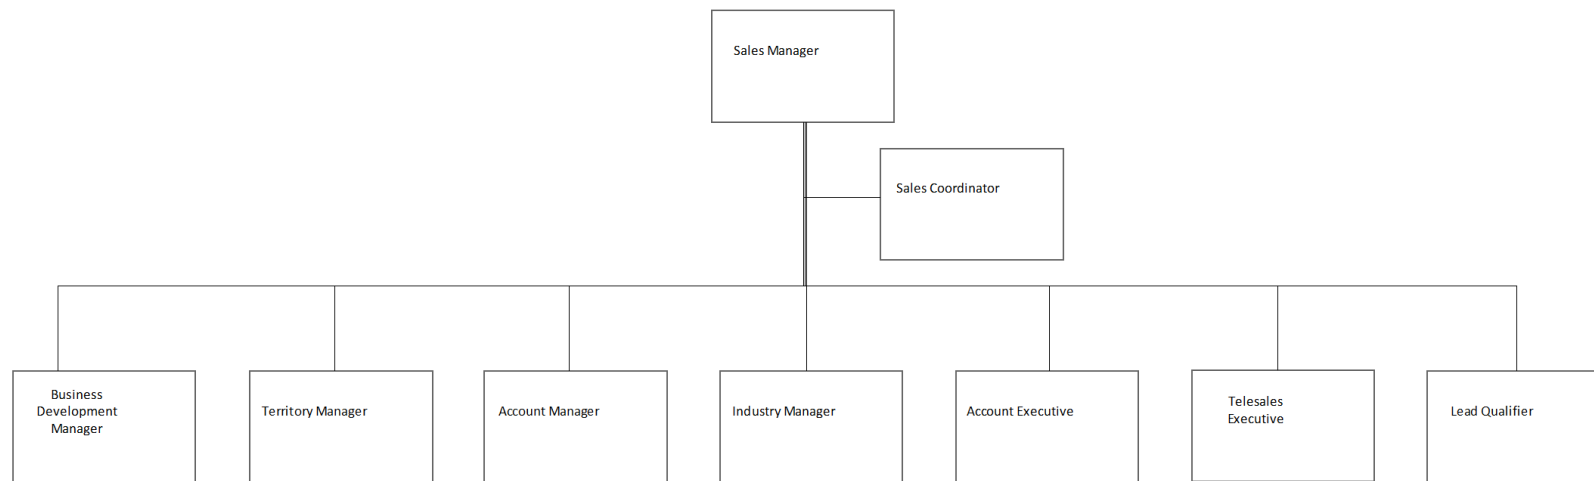 Sales Manager
Sales Coordinator
Business
Development
Manager
Territory Manager
Account Manager
Industry Manager
Account Executive
Telesales
Executive
Lead Qualifier